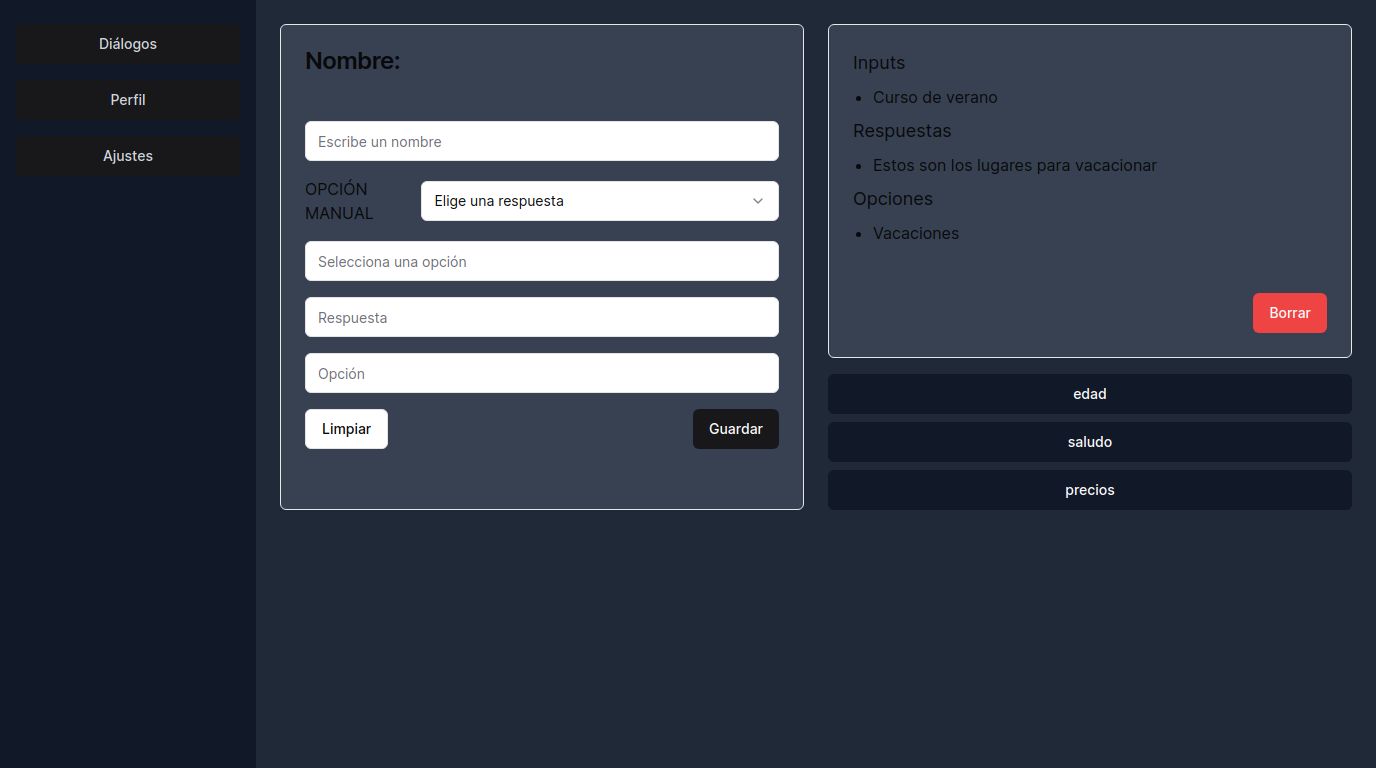 Diálogos
Perfil
Ajustes
Nombre:
Escribe un nombre
OPCIÓN
MANUAL
Elige una respuesta
Selecciona una opción
Respuesta
Opción
Limpiar
Guardar
Inputs
Curso de verano
Respuestas
Estos son los lugares para vacacionar
Opciones
Vacaciones
Borrar
edad
saludo
precios